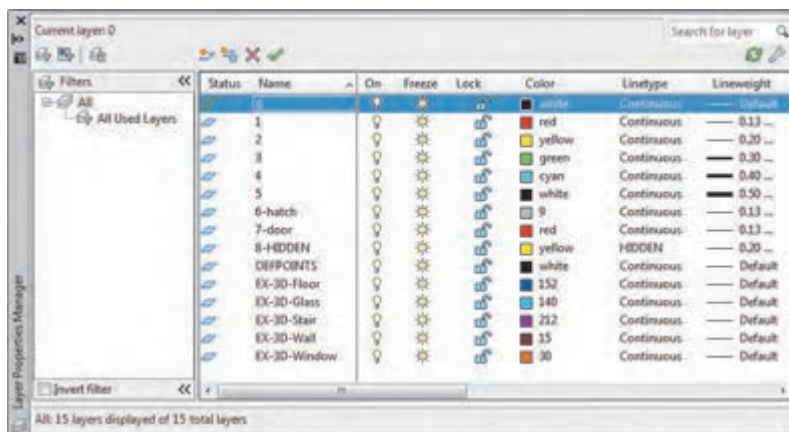 Current layer: 0
Search for layer
Filters
All
All Used Layers
Invert filter
Status Name On Freeze Lock Color Linetype Lineweight
0 white Continuous Default
1 red Continuous 0.13 ...
2 yellow Continuous 0.20 ...
3 green Continuous 0.30 ...
4 cyan Continuous 0.40 ...
5 white Continuous 0.50 ...
6-hatch 9 Continuous 0.13 ...
7-door red Continuous 0.13 ...
8-HIDDEN yellow HIDDEN 0.20 ...
DEFPOINTS white Continuous Default
EX-3D-Floor 152 Continuous Default
EX-3D-Glass 140 Continuous Default
EX-3D-Stair 212 Continuous Default
EX-3D-Wall 15 Continuous Default
EX-3D-Window 30 Continuous Default
Layer Properties Manager
All: 15 layers displayed of 15 total layers